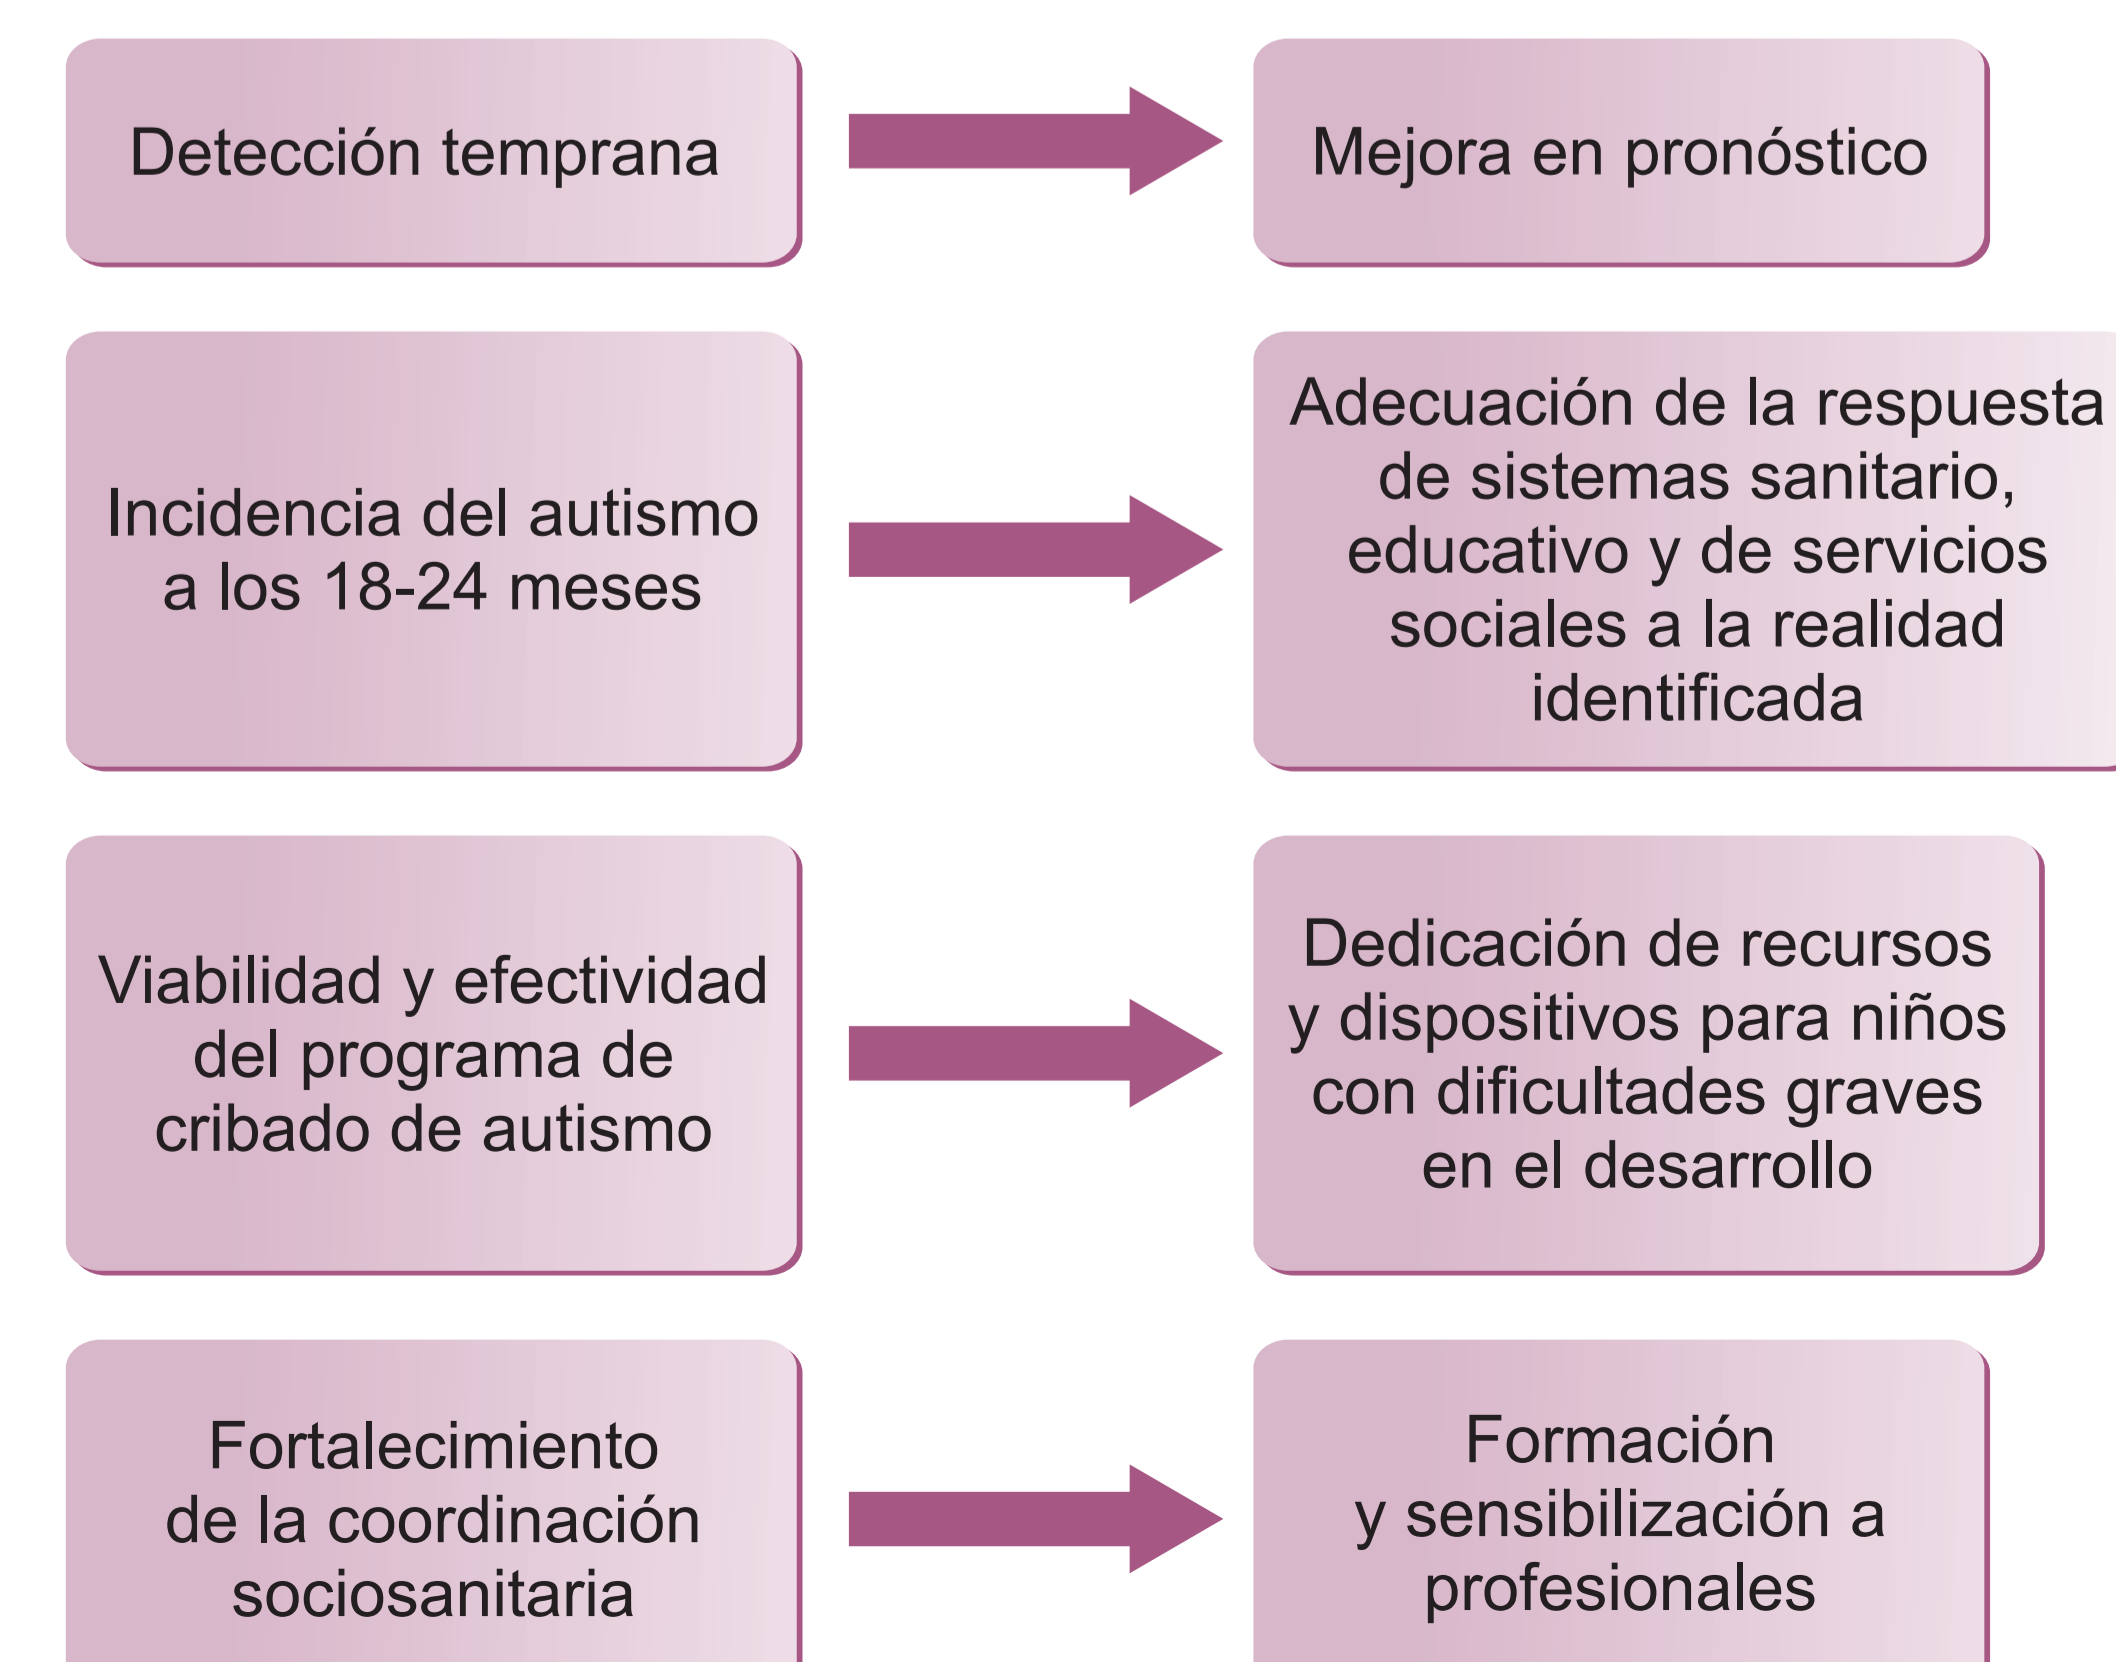 Detección temprana
Mejora en pronóstico
Incidencia del autismo
a los 18-24 meses
Adecuación de la respuesta
de sistemas sanitario,
educativo y de servicios
sociales a la realidad
identificada
Viabilidad y efectividad
del programa de
cribado de autismo
Dedicación de recursos
y dispositivos para niños
con dificultades graves
en el desarrollo
Fortalecimiento
de la coordinación
sociosanitaria
Formación
y sensibilización a
profesionales